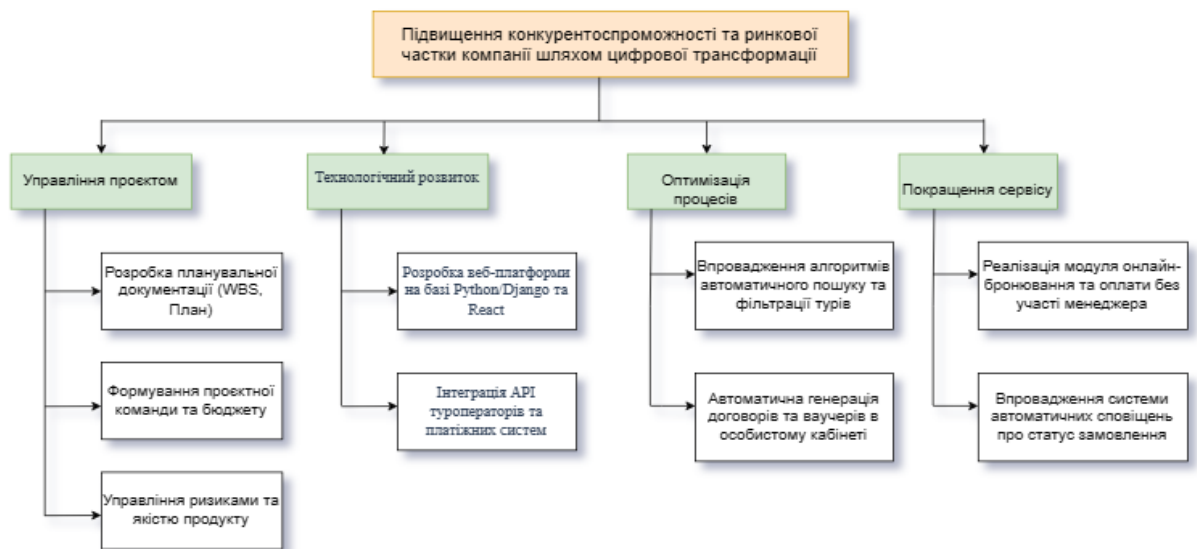 Підвищення конкурентоспроможності та ринкової
частки компанії шляхом цифрової трансформації
Управління проєктом
Технологічний розвиток
Оптимізація
процесів
Покращення сервісу
Розробка планувальної
документації (WBS,
План)
Розробка веб-платформи
на базі Python/Django та
React
Впровадження алгоритмів
автоматичного пошуку та
фільтрації турів
Реалізація модуля онлайн-
бронювання та оплати без
участі менеджера
Формування проєктної
команди та бюджету
Інтеграція API
туроператорів та
платіжних систем
Автоматична генерація
договорів та ваучерів в
особистому кабінеті
Впровадження системи
автоматичних сповіщень
про статус замовлення
Управління ризиками та
якістю продукту